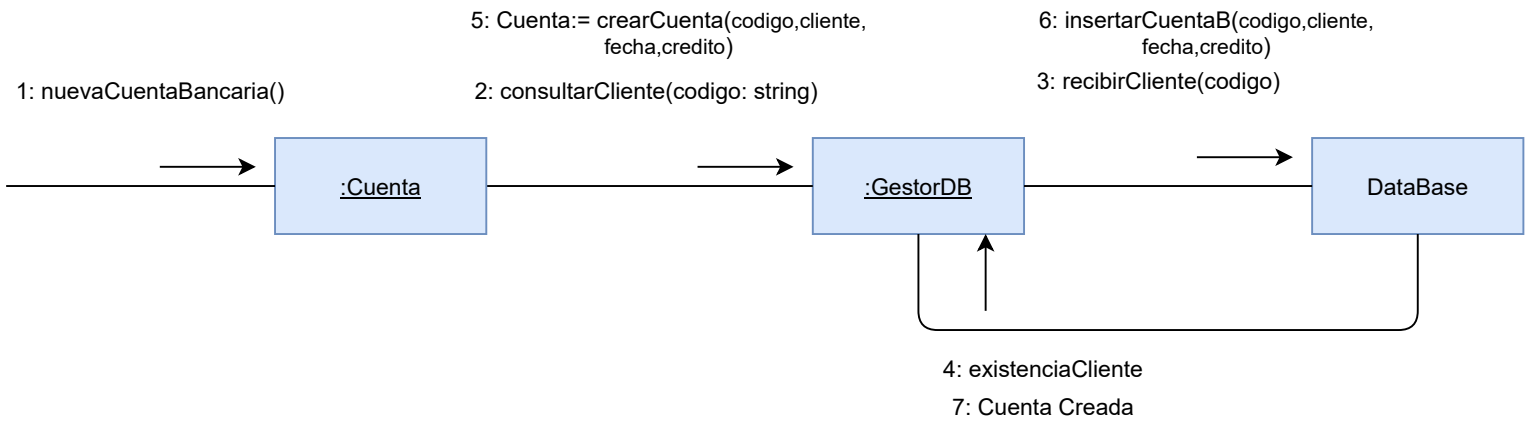 5: Cuenta:= crearCuenta(codigo,cliente,
fecha,credito)
6: insertarCuentaB(codigo,cliente,
fecha,credito)
1: nuevaCuentaBancaria()
2: consultarCliente(codigo: string)
3: recibirCliente(codigo)
:Cuenta
:GestorDB
DataBase
4: existenciaCliente
7: Cuenta Creada